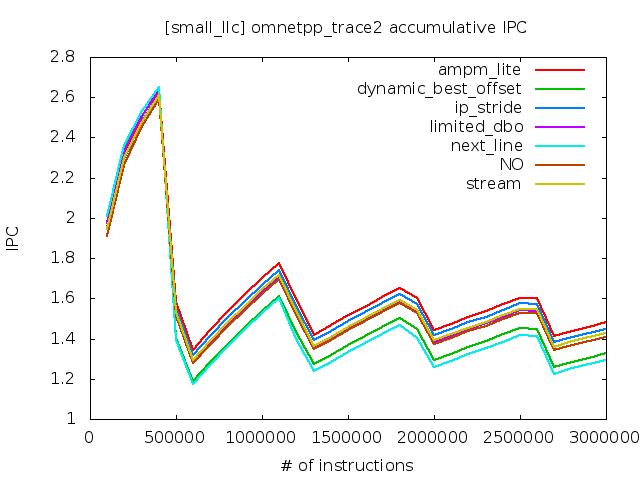 [small_llc] omnetpp_trace2 accumulative IPC
2.8
2.6
2.4
2.2
2
1.8
1.6
1.4
1.2
1
IPC
ampm_lite
dynamic_best_offset
ip_stride
limited_dbo
next_line
NO
stream
0 500000 1000000 1500000 2000000 2500000 3000000
# of instructions